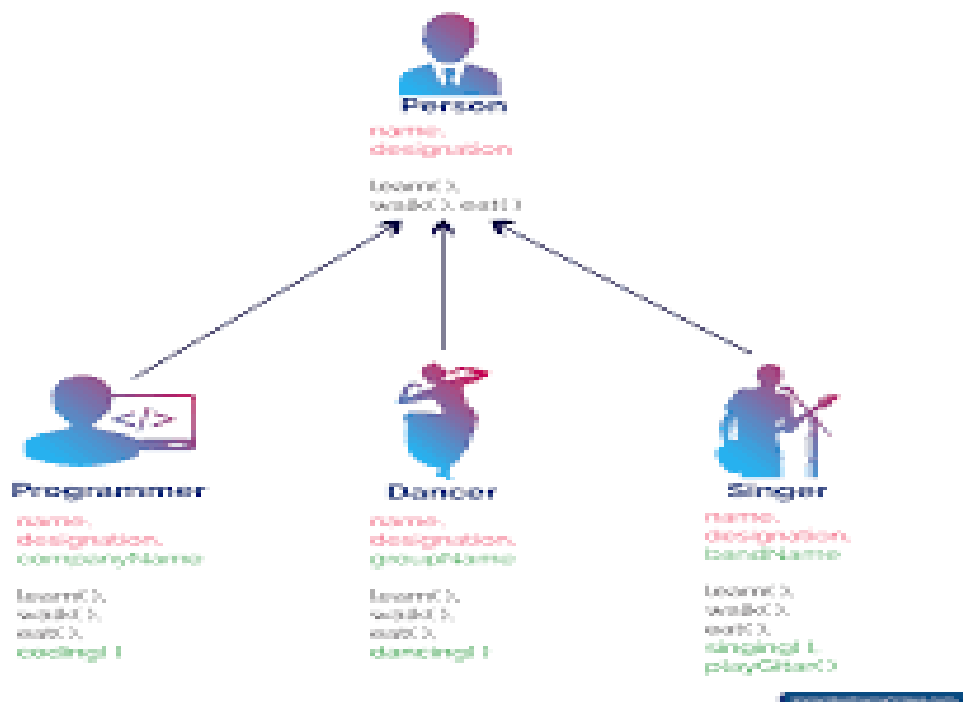 Person
name,
designation
learn(),
walk(), eat()
</>
Programmer
name,
designation,
companyName
learn(),
walk(),
eat(),
coding()
Dancer
name,
designation,
groupName
learn(),
walk(),
eat(),
dancing()
Singer
name,
designation,
bandName
learn(),
walk(),
eat(),
singing(),
playGitar()